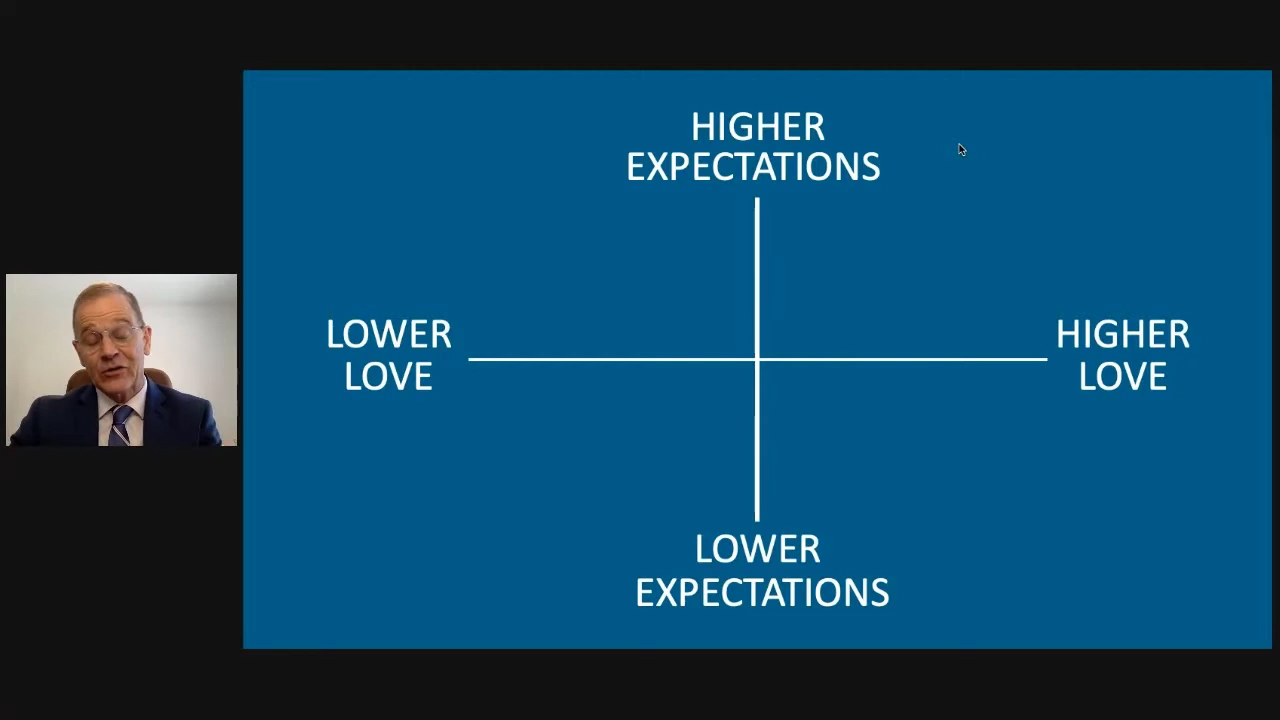 HIGHER
EXPECTATIONS
LOWER
LOVE
HIGHER
LOVE
LOWER
EXPECTATIONS